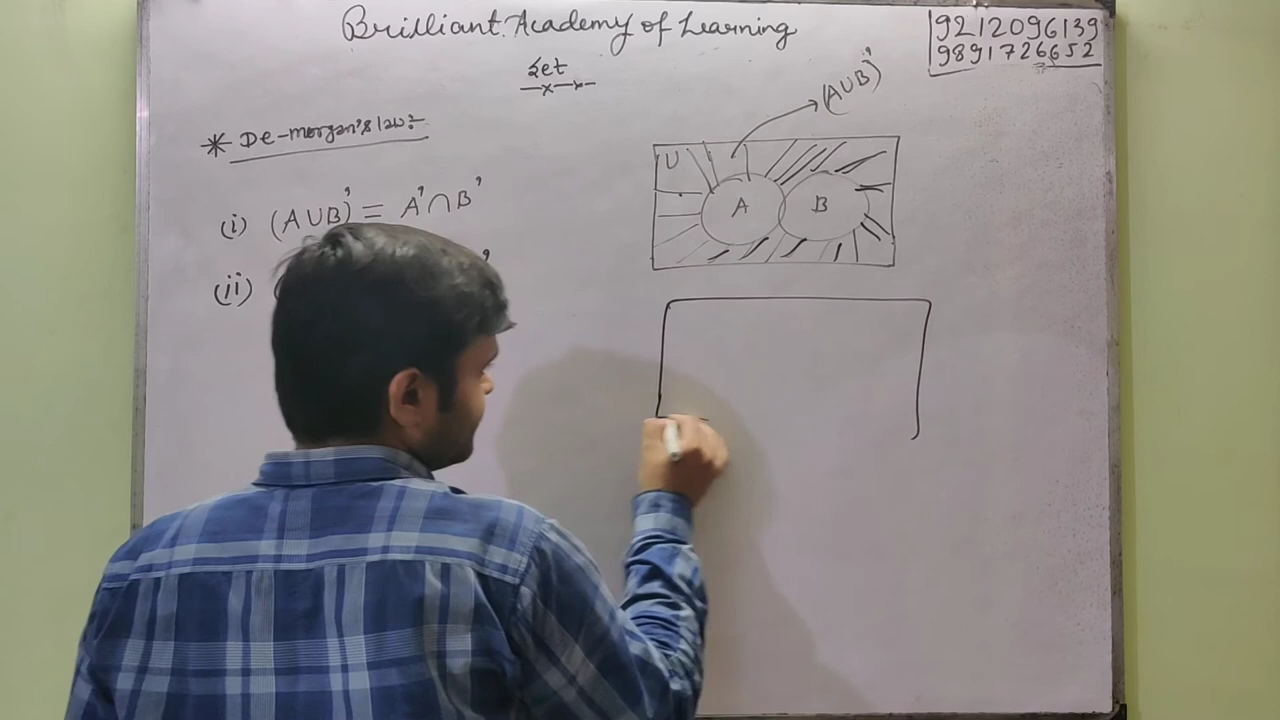 Brilliant Academy of Learning
9212096139
9891726652
Set
(A∪B)'
* De-morgan's law:-
U
A B
(i) (A∪B)' = A'∩B'
(ii)